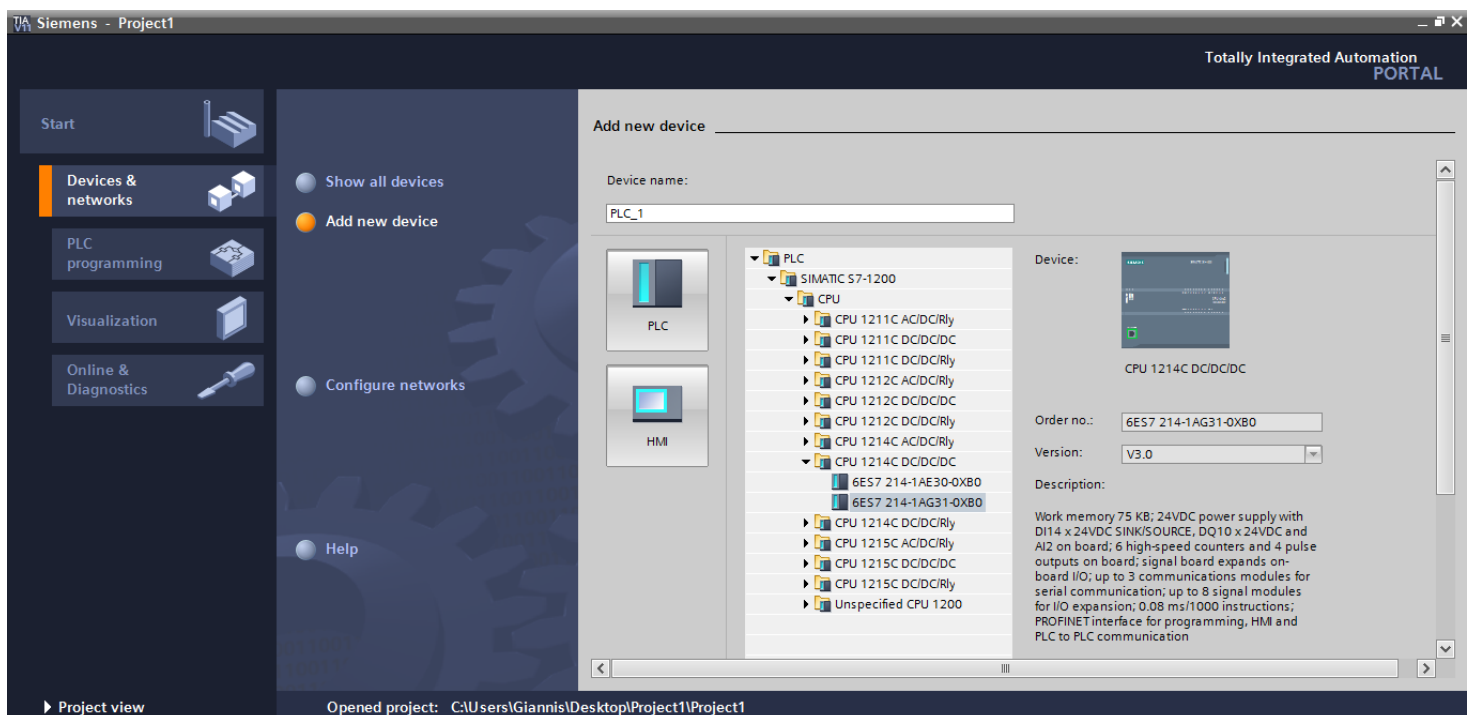 TIA V11 Siemens - Project1
Totally Integrated Automation
PORTAL
Start
Devices &
networks
PLC
programming
Visualization
Online &
Diagnostics
Project view
Show all devices
Add new device
Configure networks
Help
Add new device
Device name:
PLC_1
PLC
HMI
PLC
SIMATIC S7-1200
CPU
CPU 1211C AC/DC/Rly
CPU 1211C DC/DC/DC
CPU 1211C DC/DC/Rly
CPU 1212C AC/DC/Rly
CPU 1212C DC/DC/DC
CPU 1212C DC/DC/Rly
CPU 1214C AC/DC/Rly
CPU 1214C DC/DC/DC
6ES7 214-1AE30-0XB0
6ES7 214-1AG31-0XB0
CPU 1214C DC/DC/Rly
CPU 1215C AC/DC/Rly
CPU 1215C DC/DC/DC
CPU 1215C DC/DC/Rly
Unspecified CPU 1200
Device:
CPU 1214C DC/DC/DC
Order no.: 6ES7 214-1AG31-0XB0
Version: V3.0
Description:
Work memory 75 KB; 24VDC power supply with
DI14 x 24VDC SINK/SOURCE, DQ10 x 24VDC and
AI2 on board; 6 high-speed counters and 4 pulse
outputs on board; signal board expands on-
board I/O; up to 3 communications modules for
serial communication; up to 8 signal modules
for I/O expansion; 0.08 ms/1000 instructions;
PROFINET interface for programming, HMI and
PLC to PLC communication
Opened project: C:\Users\Giannis\Desktop\Project1\Project1